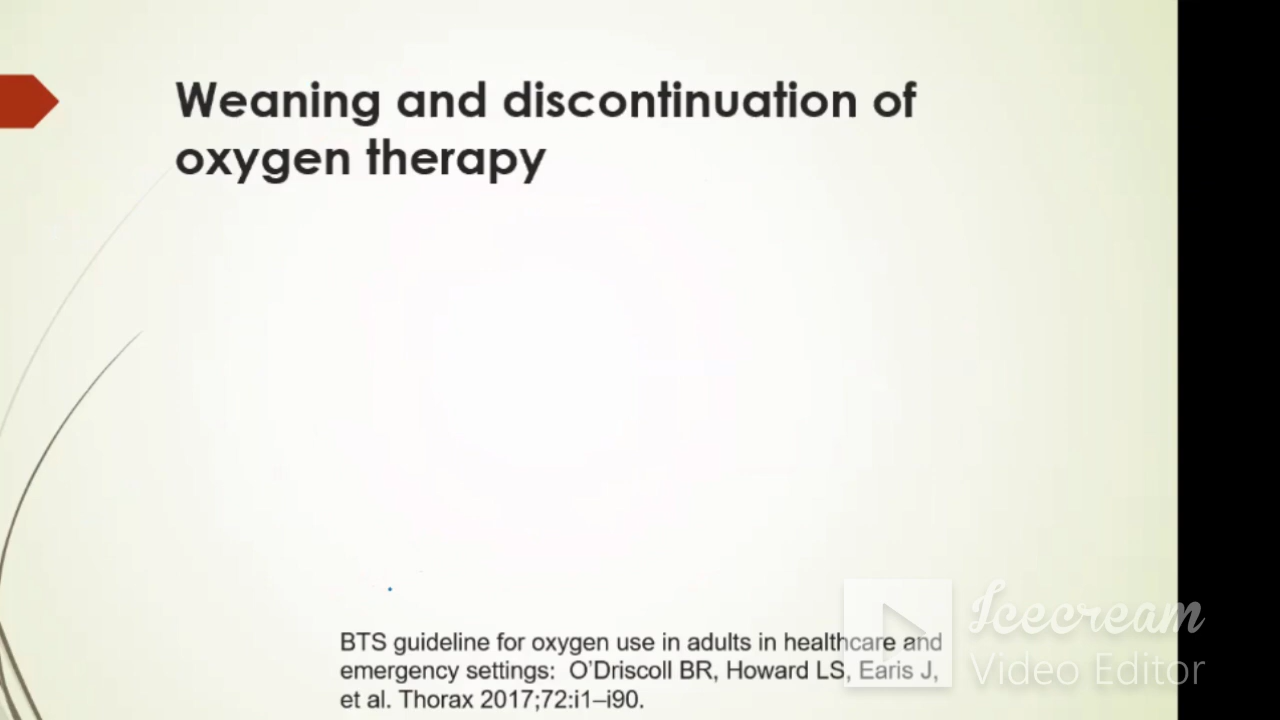 Weaning and discontinuation of
oxygen therapy
BTS guideline for oxygen use in adults in healthcare and
emergency settings: O'Driscoll BR, Howard LS, Earis J,
et al. Thorax 2017;72:i1–i90.
Icecream
Video Editor